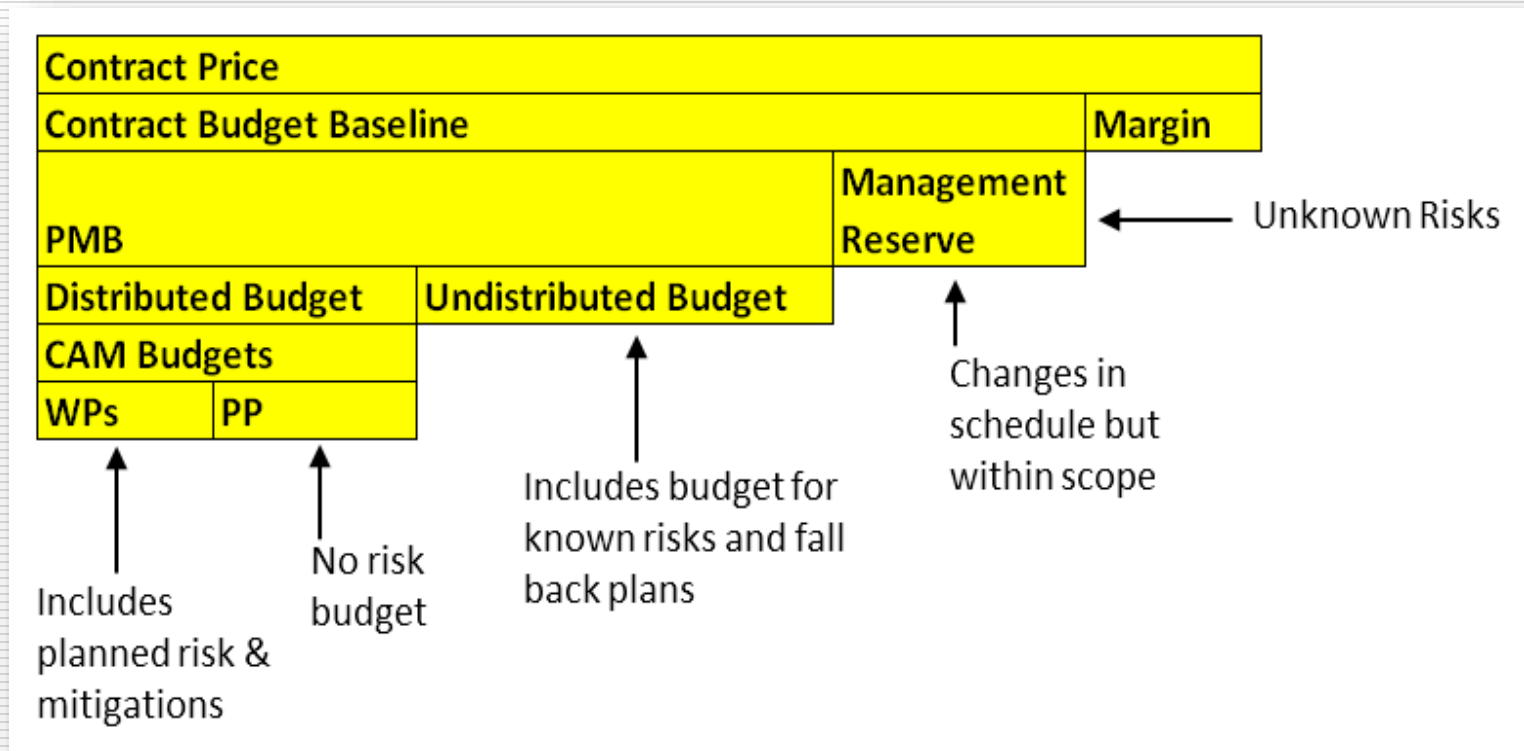 Contract Price
Contract Budget Baseline
Margin
PMB
Management
Reserve
Unknown Risks
Distributed Budget
Undistributed Budget
CAM Budgets
WPs
PP
Includes
planned risk &
mitigations
No risk
budget
Includes budget for
known risks and fall
back plans
Changes in
schedule but
within scope